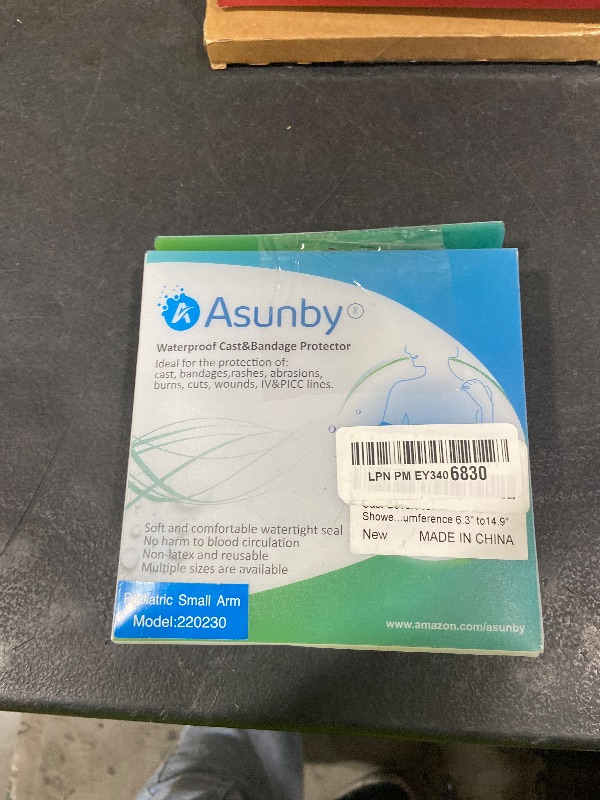 Asunby®
Waterproof Cast&Bandage Protector
Ideal for the protection of:
cast, bandages,rashes, abrasions,
burns, cuts, wounds, IV&PICC lines.
LPN PM EY340 6830
Showe...umference 6.3" to14.9"
New MADE IN CHINA
Soft and comfortable watertight seal
No harm to blood circulation
Non-latex and reusable
Multiple sizes are available
Small Arm
Model:220230
www.amazon.com/asunby